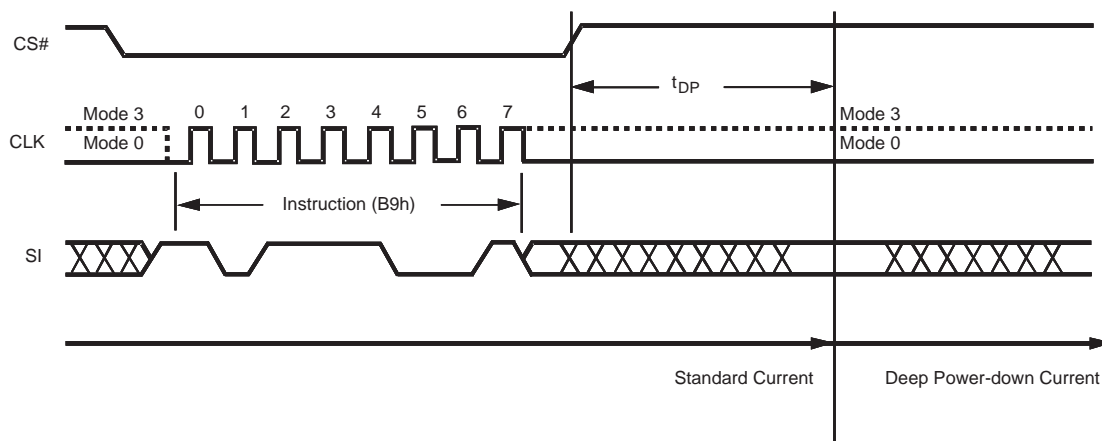 CS#
t_DP
Mode 3
0 1 2 3 4 5 6 7
Mode 3
CLK
Mode 0
Mode 0
Instruction (B9h)
SI
Standard Current
Deep Power-down Current